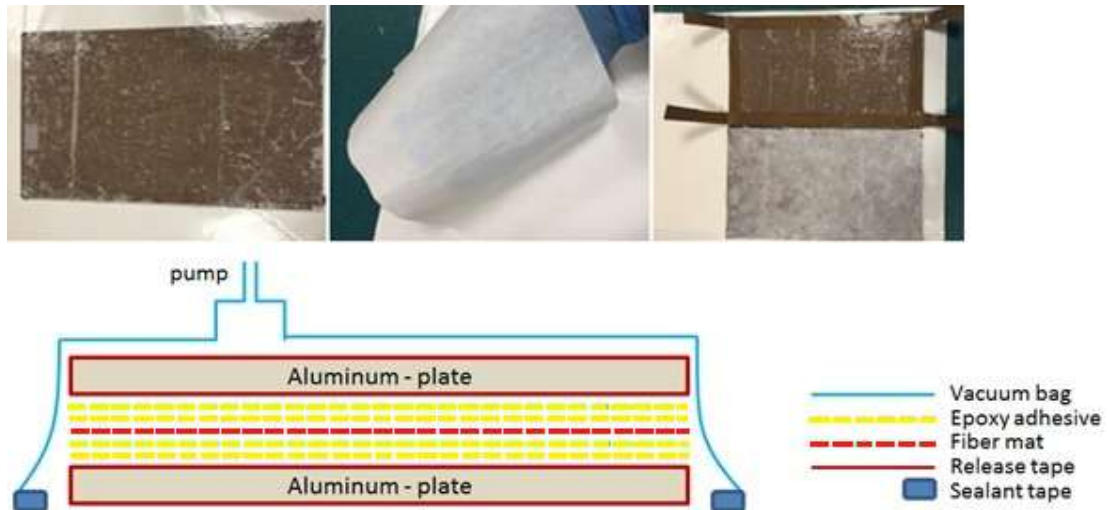 pump
Aluminum - plate
Aluminum - plate
Vacuum bag
Epoxy adhesive
Fiber mat
Release tape
Sealant tape